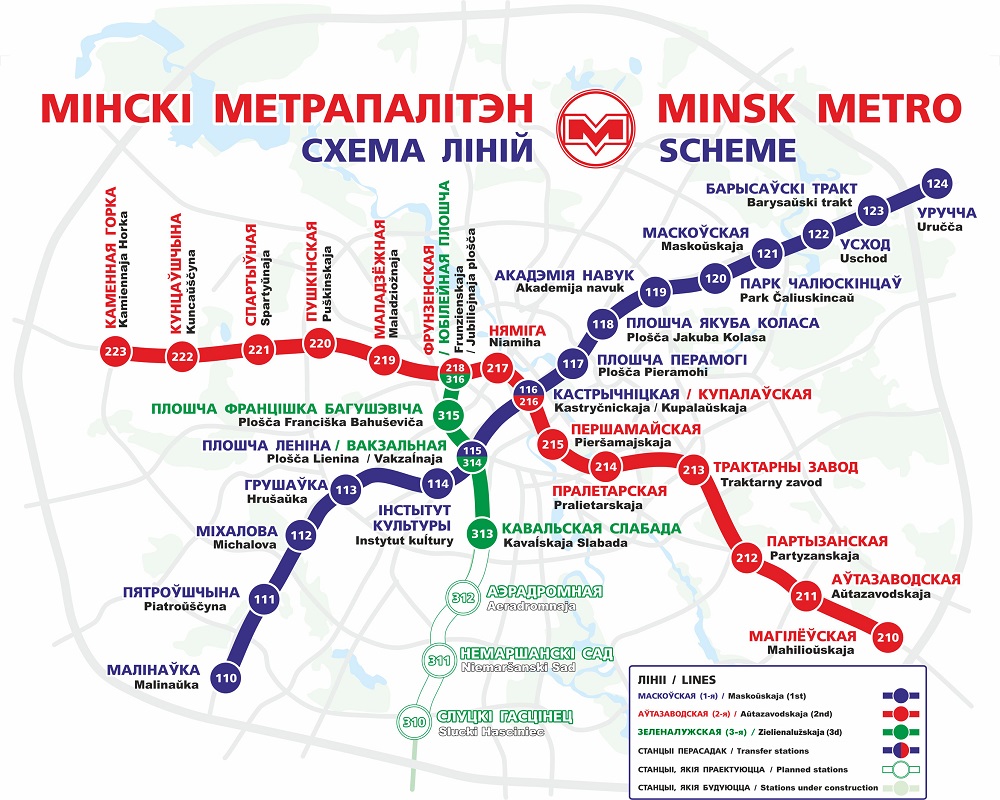 МІНСКІ МЕТРАПАЛІТЭН
MINSK METRO
СХЕМА ЛІНІЙ
SCHEME
КАМЕННАЯ ГОРКА
Kamiennaja Horka
223
КУНЦАЎШЧЫНА
Kuncaŭščyna
222
СПАРТЫЎНАЯ
Spartyŭnaja
221
ПУШКІНСКАЯ
Puškinskaja
220
МАЛАДЗЁЖНАЯ
Maladziožnaja
219
ФРУНЗЕНСКАЯ
/ ЮБІЛЕЙНАЯ ПЛОШЧА
Frunzienskaja
/ Jubiliejnaja plošča
218
316
НЯМІГА
Niamiha
217
БАРЫСАЎСКІ ТРАКТ
Barysaŭski trakt
124
УРУЧЧА
Uručča
123
МАСКОЎСКАЯ
Maskoŭskaja
122
УСХОД
Uschod
121
АКАДЭМІЯ НАВУК
Akademija navuk
120
ПАРК ЧАЛЮСКІНЦАЎ
Park Čaliuskincaŭ
119
118
ПЛОШЧА ЯКУБА КОЛАСА
Plošča Jakuba Kolasa
117
ПЛОШЧА ПЕРАМОГІ
Plošča Pieramohi
116
216
КАСТРЫЧНІЦКАЯ / КУПАЛАЎСКАЯ
Kastryčnickaja / Kupalaŭskaja
ПЛОШЧА ФРАНЦІШКА БАГУШЭВІЧА
Plošča Franciška Bahuševiča
315
ПЛОШЧА ЛЕНІНА / ВАКЗАЛЬНАЯ
Plošča Lienina / Vakzaĺnaja
115
314
215
ПЕРШАМАЙСКАЯ
Pieršamajskaja
214
ПРАЛЕТАРСКАЯ
Pralietarskaja
213
ТРАКТАРНЫ ЗАВОД
Traktarny zavod
ГРУШАЎКА
Hrušaŭka
113
114
ІНСТЫТУТ
КУЛЬТУРЫ
Instytut kuĺtury
МІХАЛОВА
Michalova
112
313
КАВАЛЬСКАЯ СЛАБАДА
Kavaĺskaja Slabada
212
ПАРТЫЗАНСКАЯ
Partyzanskaja
ПЯТРОЎШЧЫНА
Piatroŭščyna
111
312
АЭРАДРОМНАЯ
Aeradromnaja
211
АЎТАЗАВОДСКАЯ
Aŭtazavodskaja
МАГІЛЁЎСКАЯ
Mahilioŭskaja
210
МАЛІНАЎКА
Malinaŭka
110
311
НЕМАРШАНСКІ САД
Niemaršanski Sad
310
СЛУЦКІ ГАСЦІНЕЦ
Slucki Hasciniec
ЛІНІІ / LINES
МАСКОЎСКАЯ (1-я) / Maskoŭskaja (1st)
АЎТАЗАВОДСКАЯ (2-я) / Aŭtazavodskaja (2nd)
ЗЕЛЕНАЛУЖСКАЯ (3-я) / Zielienalužskaja (3d)
СТАНЦЫІ ПЕРАСАДАК / Transfer stations
СТАНЦЫІ, ЯКІЯ ПРАЕКТУЮЦЦА / Planned stations
СТАНЦЫІ, ЯКІЯ БУДУЮЦЦА / Stations under construction